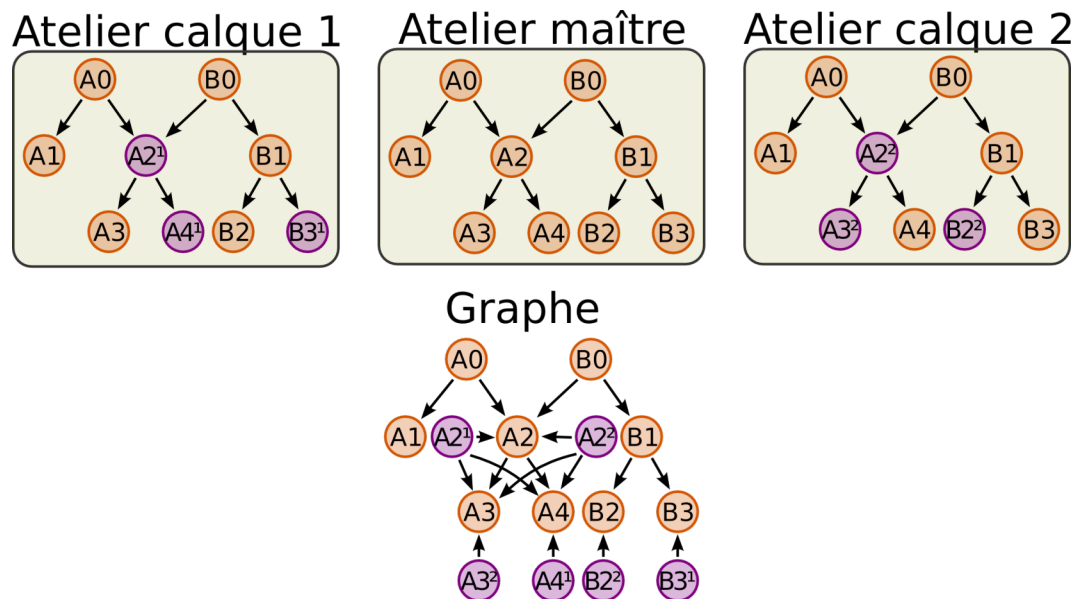 Atelier calque 1
A0 B0
A1 A2¹ B1
A3 A4¹ B2 B3¹
Atelier maître
A0 B0
A1 A2 B1
A3 A4 B2 B3
Atelier calque 2
A0 B0
A1 A2² B1
A3² A4 B2² B3
Graphe
A0 B0
A1 A2¹ A2 A2² B1
A3 A4 B2 B3
A3² A4¹ B2² B3¹